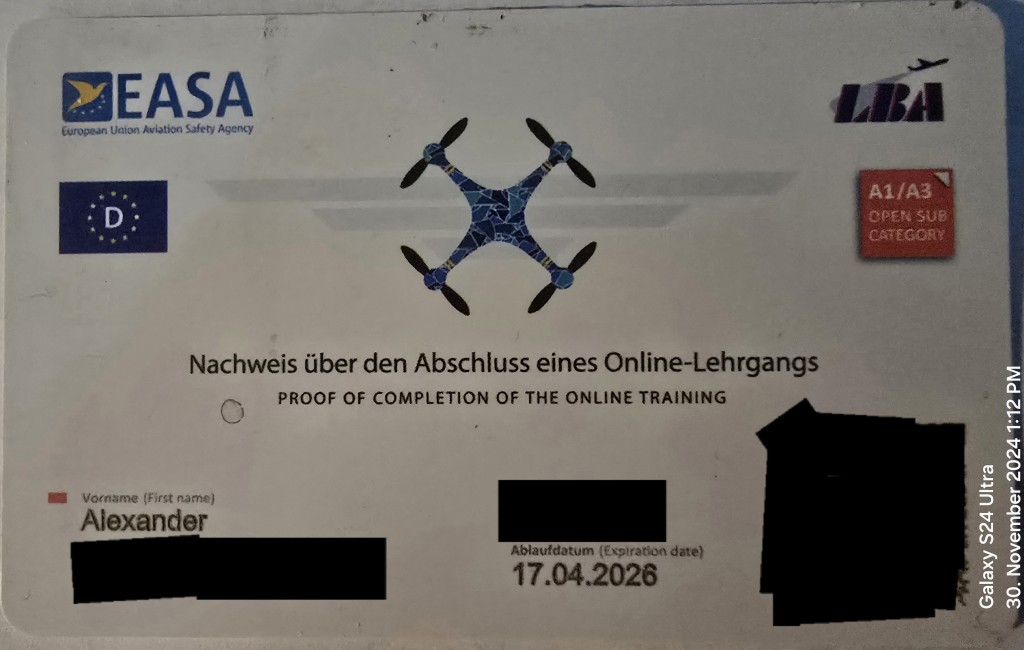 EASA
European Union Aviation Safety Agency
LBA
D
A1/A3
OPEN SUB
CATEGORY
Nachweis über den Abschluss eines Online-Lehrgangs
PROOF OF COMPLETION OF THE ONLINE TRAINING
Vorname (First name)
Alexander
Ablaufdatum (Expiration date)
17.04.2026
Galaxy S24 Ultra
30. November 2024 1:12 PM